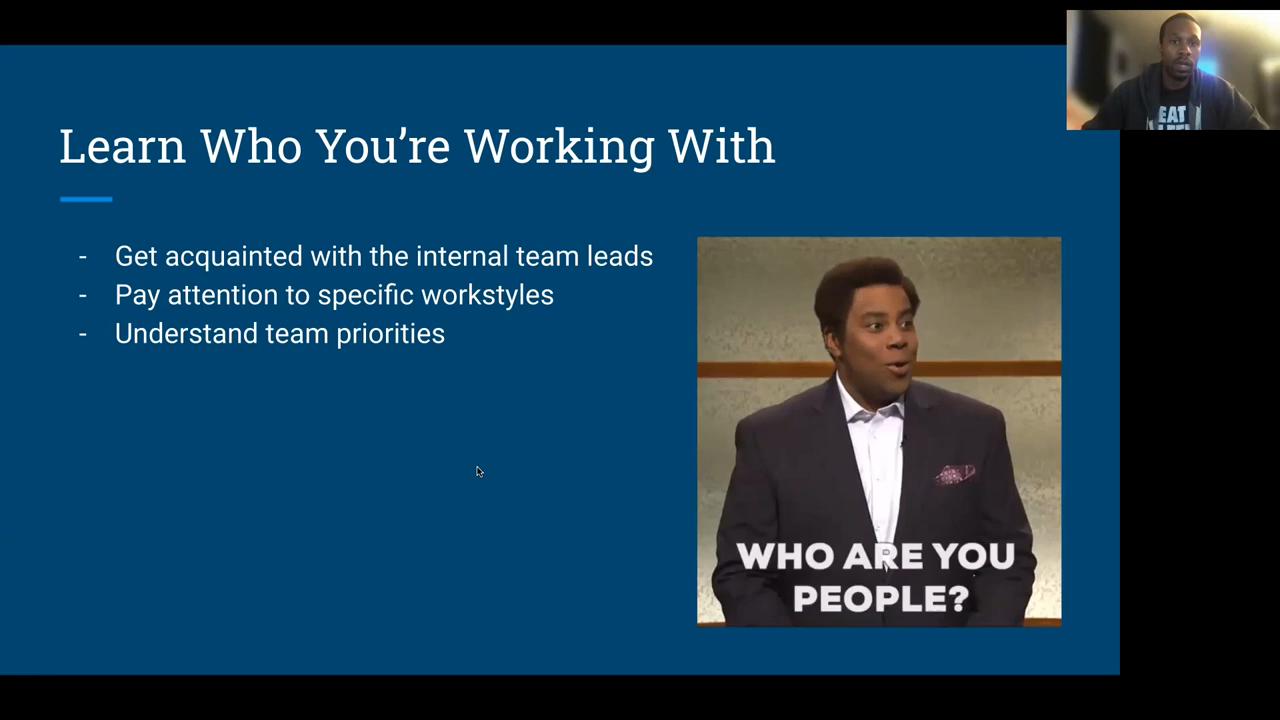 Learn Who You’re Working With
- Get acquainted with the internal team leads
- Pay attention to specific workstyles
- Understand team priorities
WHO ARE YOU
PEOPLE?
EAT